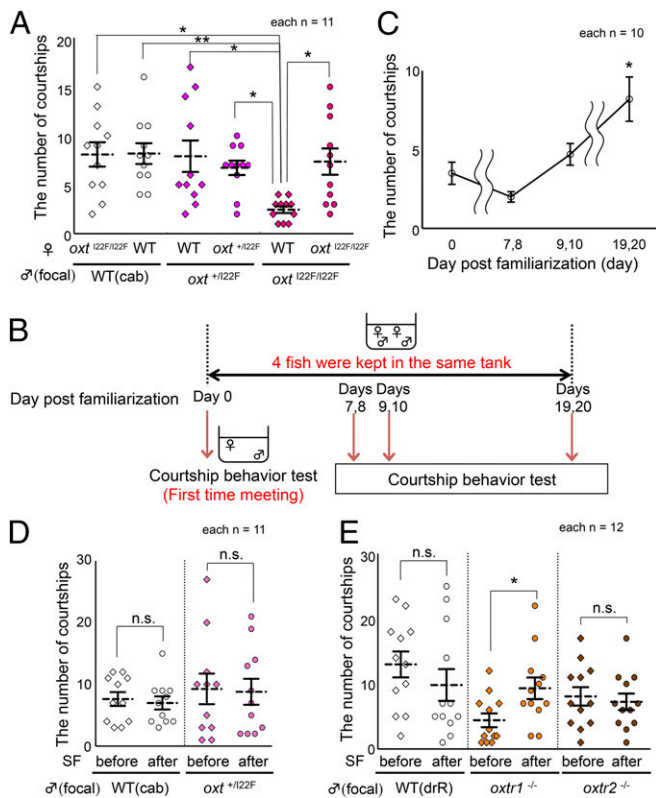 A
each n = 11
The number of courtships
20
15
10
5
0
*
**
*
*
*
♀ oxt I22F/I22F WT WT oxt +/I22F WT oxt I22F/I22F
♂(focal) WT(cab) oxt +/I22F oxt I22F/I22F
C
each n = 10
The number of courtships
10
5
0
*
0 7,8 9,10 19,20
Day post familiarization (day)
B
♀ ♀
♂ ♂
4 fish were kept in the same tank
Day post familiarization
Day 0
Days 7,8
Days 9,10
Days 19,20
♀ ♂
Courtship behavior test
(First time meeting)
Courtship behavior test
D
each n = 11
The number of courtships
30
20
10
0
n.s.
n.s.
SF before after before after
♂(focal) WT(cab) oxt +/I22F
E
each n = 12
The number of courtships
30
20
10
0
n.s.
*
n.s.
SF before after before after before after
♂(focal) WT(drR) oxtr1 -/- oxtr2 -/-